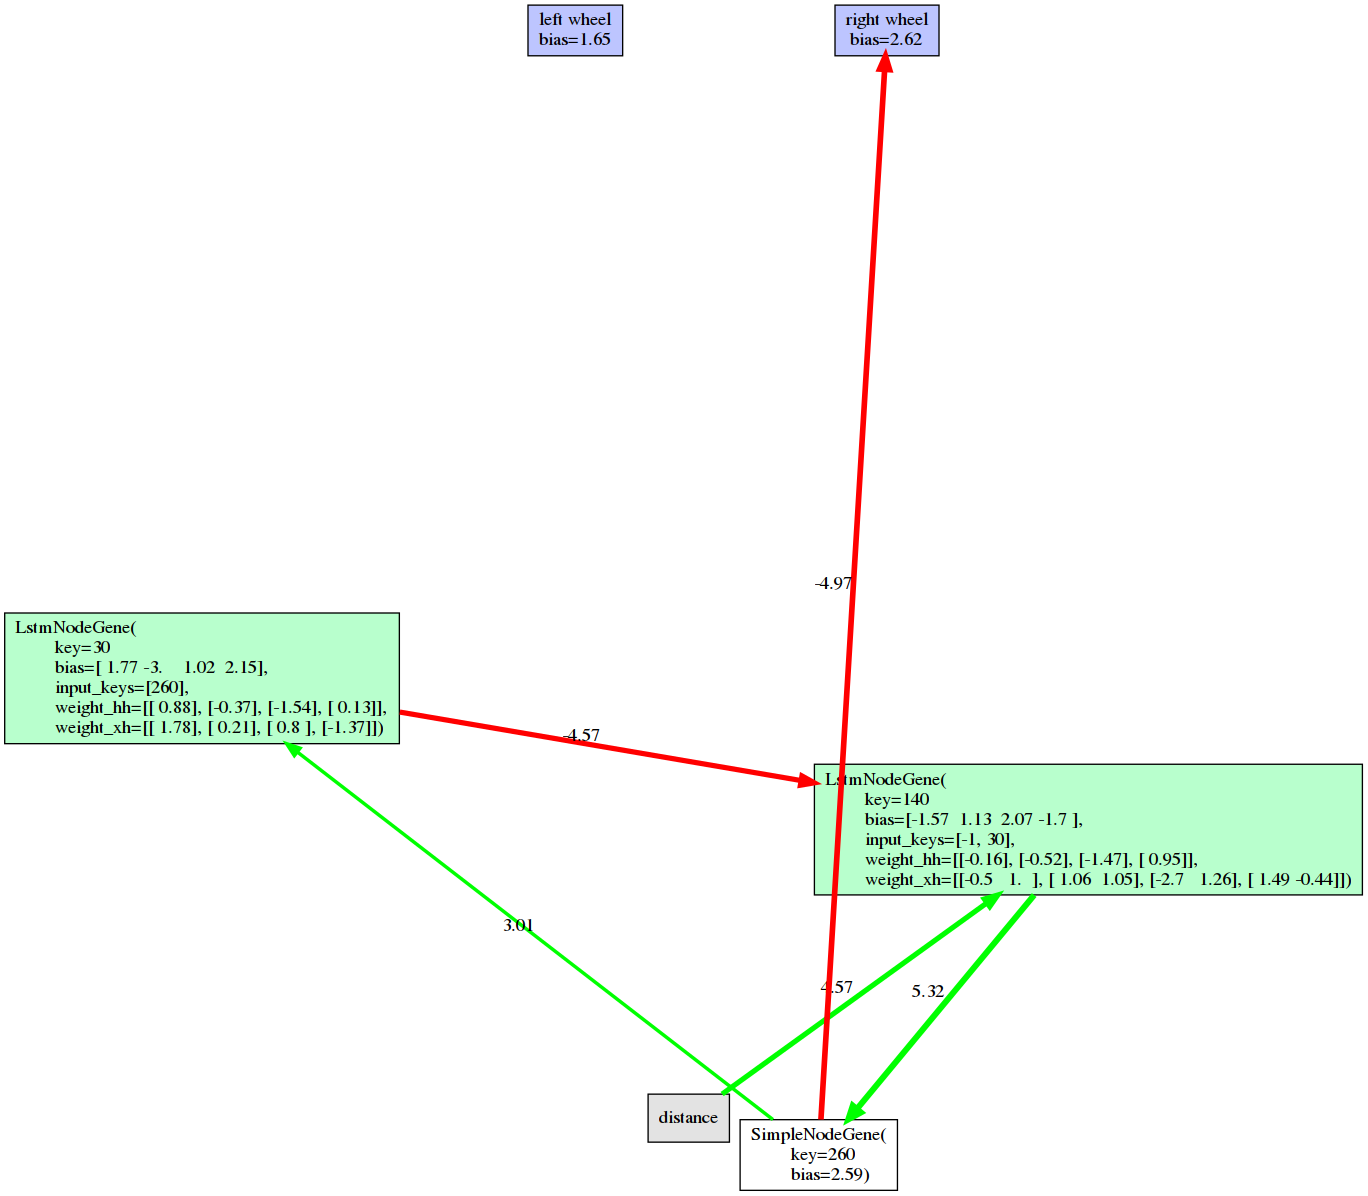 left wheel
bias=1.65
right wheel
bias=2.62
-4.97
LstmNodeGene(
key=30
bias=[ 1.77 -3.    1.02  2.15],
input_keys=[260],
weight_hh=[[ 0.88], [-0.37], [-1.54], [ 0.13]],
weight_xh=[[ 1.78], [ 0.21], [ 0.8 ], [-1.37]])
-4.57
LstmNodeGene(
key=140
bias=[-1.57  1.13  2.07 -1.7 ],
input_keys=[-1, 30],
weight_hh=[[-0.16], [-0.52], [-1.47], [ 0.95]],
weight_xh=[[-0.5   1.  ], [ 1.06  1.05], [-2.7   1.26], [ 1.49 -0.44]])
3.01
4.57
5.32
distance
SimpleNodeGene(
key=260
bias=2.59)